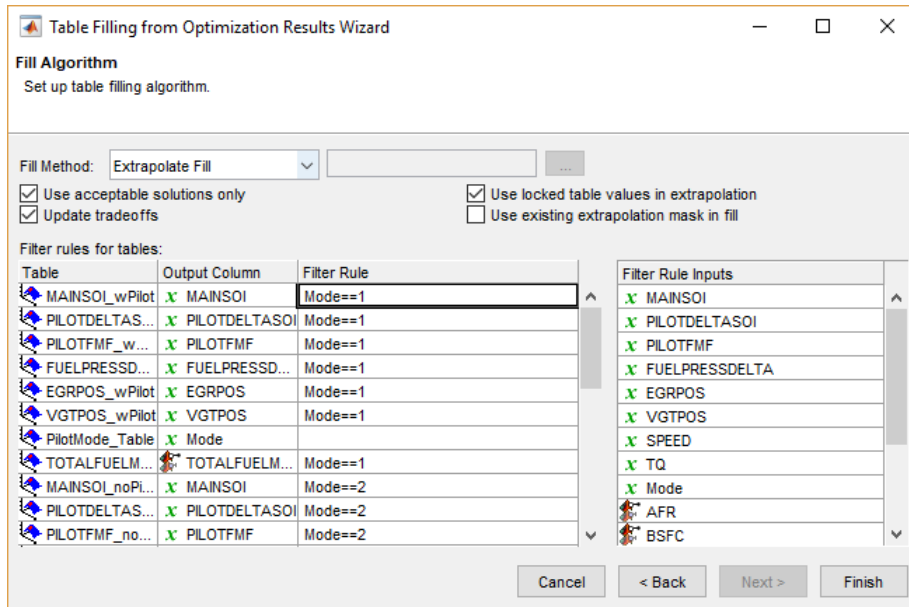 Table Filling from Optimization Results Wizard
Fill Algorithm
Set up table filling algorithm.
Fill Method: Extrapolate Fill ...
Use acceptable solutions only Use locked table values in extrapolation
Update tradeoffs Use existing extrapolation mask in fill
Filter rules for tables:
Table Output Column Filter Rule Filter Rule Inputs
MAINSOI_wPilot x MAINSOI Mode==1 x MAINSOI
PILOTDELTAS... x PILOTDELTASOI Mode==1 x PILOTDELTASOI
PILOTFMF_w... x PILOTFMF Mode==1 x PILOTFMF
FUELPRESSD... x FUELPRESSD... Mode==1 x FUELPRESSDELTA
EGRPOS_wPilot x EGRPOS Mode==1 x EGRPOS
VGTPOS_wPilot x VGTPOS Mode==1 x VGTPOS
PilotMode_Table x Mode x SPEED
TOTALFUELM... TOTALFUELM... Mode==1 x TQ
MAINSOI_noPi... x MAINSOI Mode==2 x Mode
PILOTDELTAS... x PILOTDELTASOI Mode==2 AFR
PILOTFMF_no... x PILOTFMF Mode==2 BSFC
Cancel < Back Next > Finish